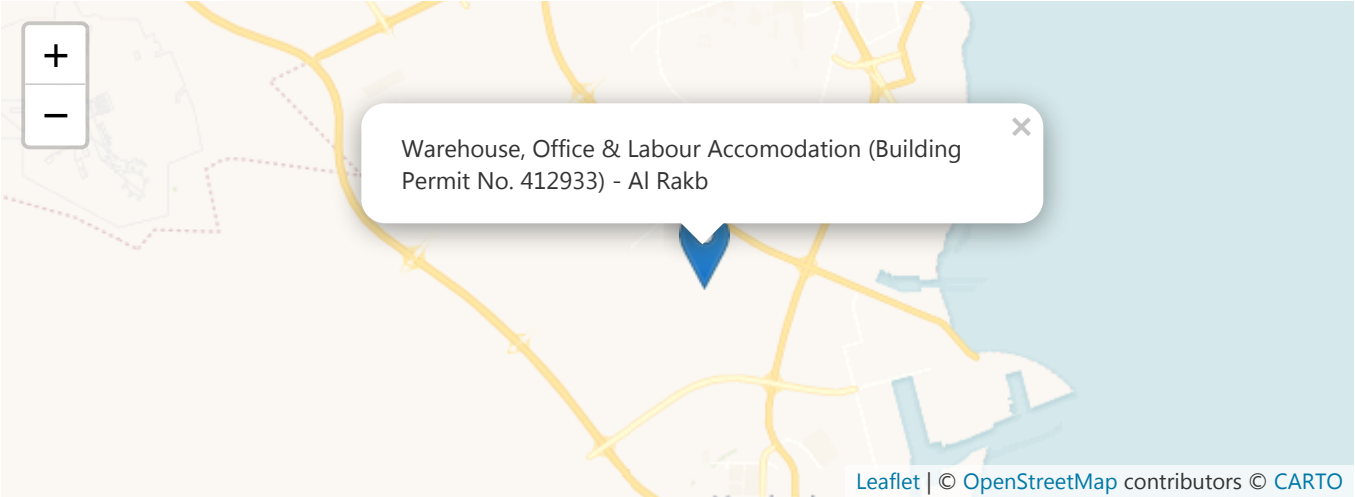 +
−
×
Warehouse, Office & Labour Accomodation (Building
Permit No. 412933) - Al Rakb
Leaflet | © OpenStreetMap contributors © CARTO